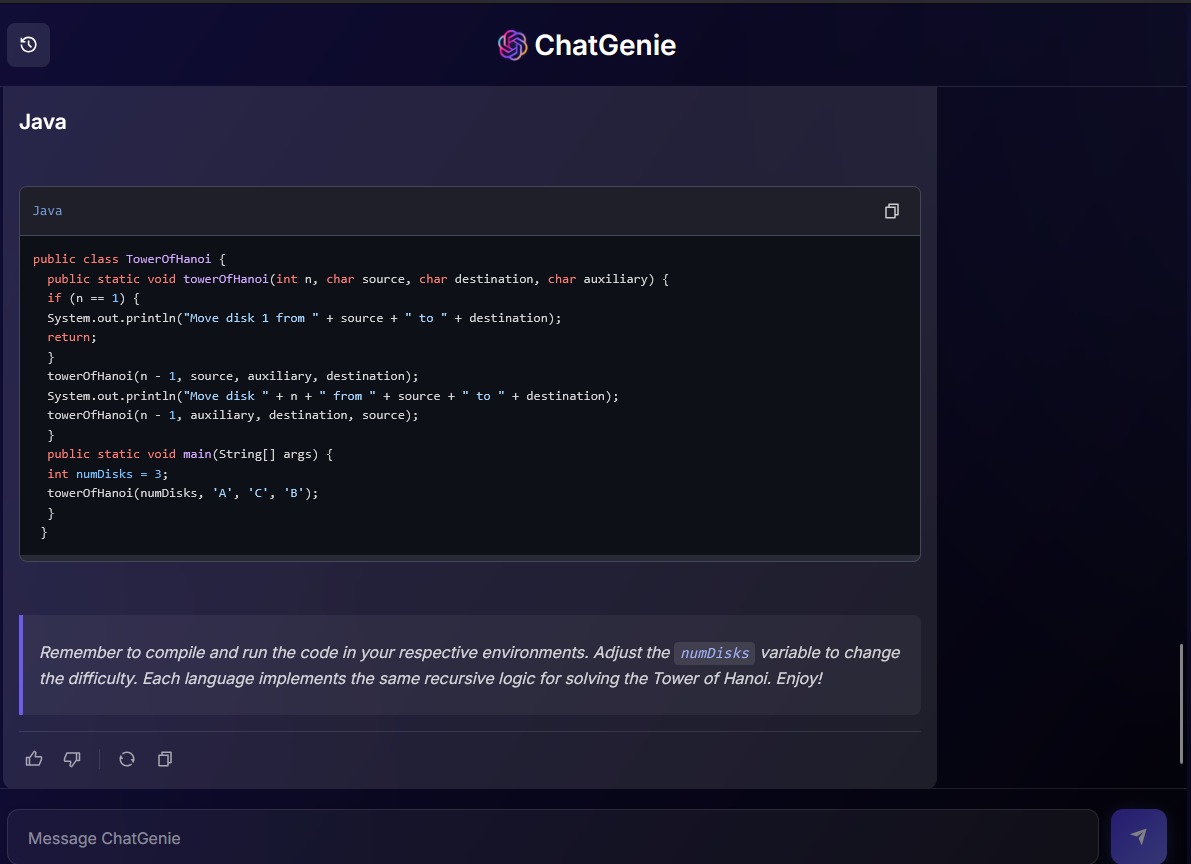 ChatGenie
Java
Java
public class TowerOfHanoi {
  public static void towerOfHanoi(int n, char source, char destination, char auxiliary) {
  if (n == 1) {
  System.out.println("Move disk 1 from " + source + " to " + destination);
  return;
  }
  towerOfHanoi(n - 1, source, auxiliary, destination);
  System.out.println("Move disk " + n + " from " + source + " to " + destination);
  towerOfHanoi(n - 1, auxiliary, destination, source);
  }
  public static void main(String[] args) {
  int numDisks = 3;
  towerOfHanoi(numDisks, 'A', 'C', 'B');
  }
 }
Remember to compile and run the code in your respective environments. Adjust the numDisks variable to change
the difficulty. Each language implements the same recursive logic for solving the Tower of Hanoi. Enjoy!
Message ChatGenie